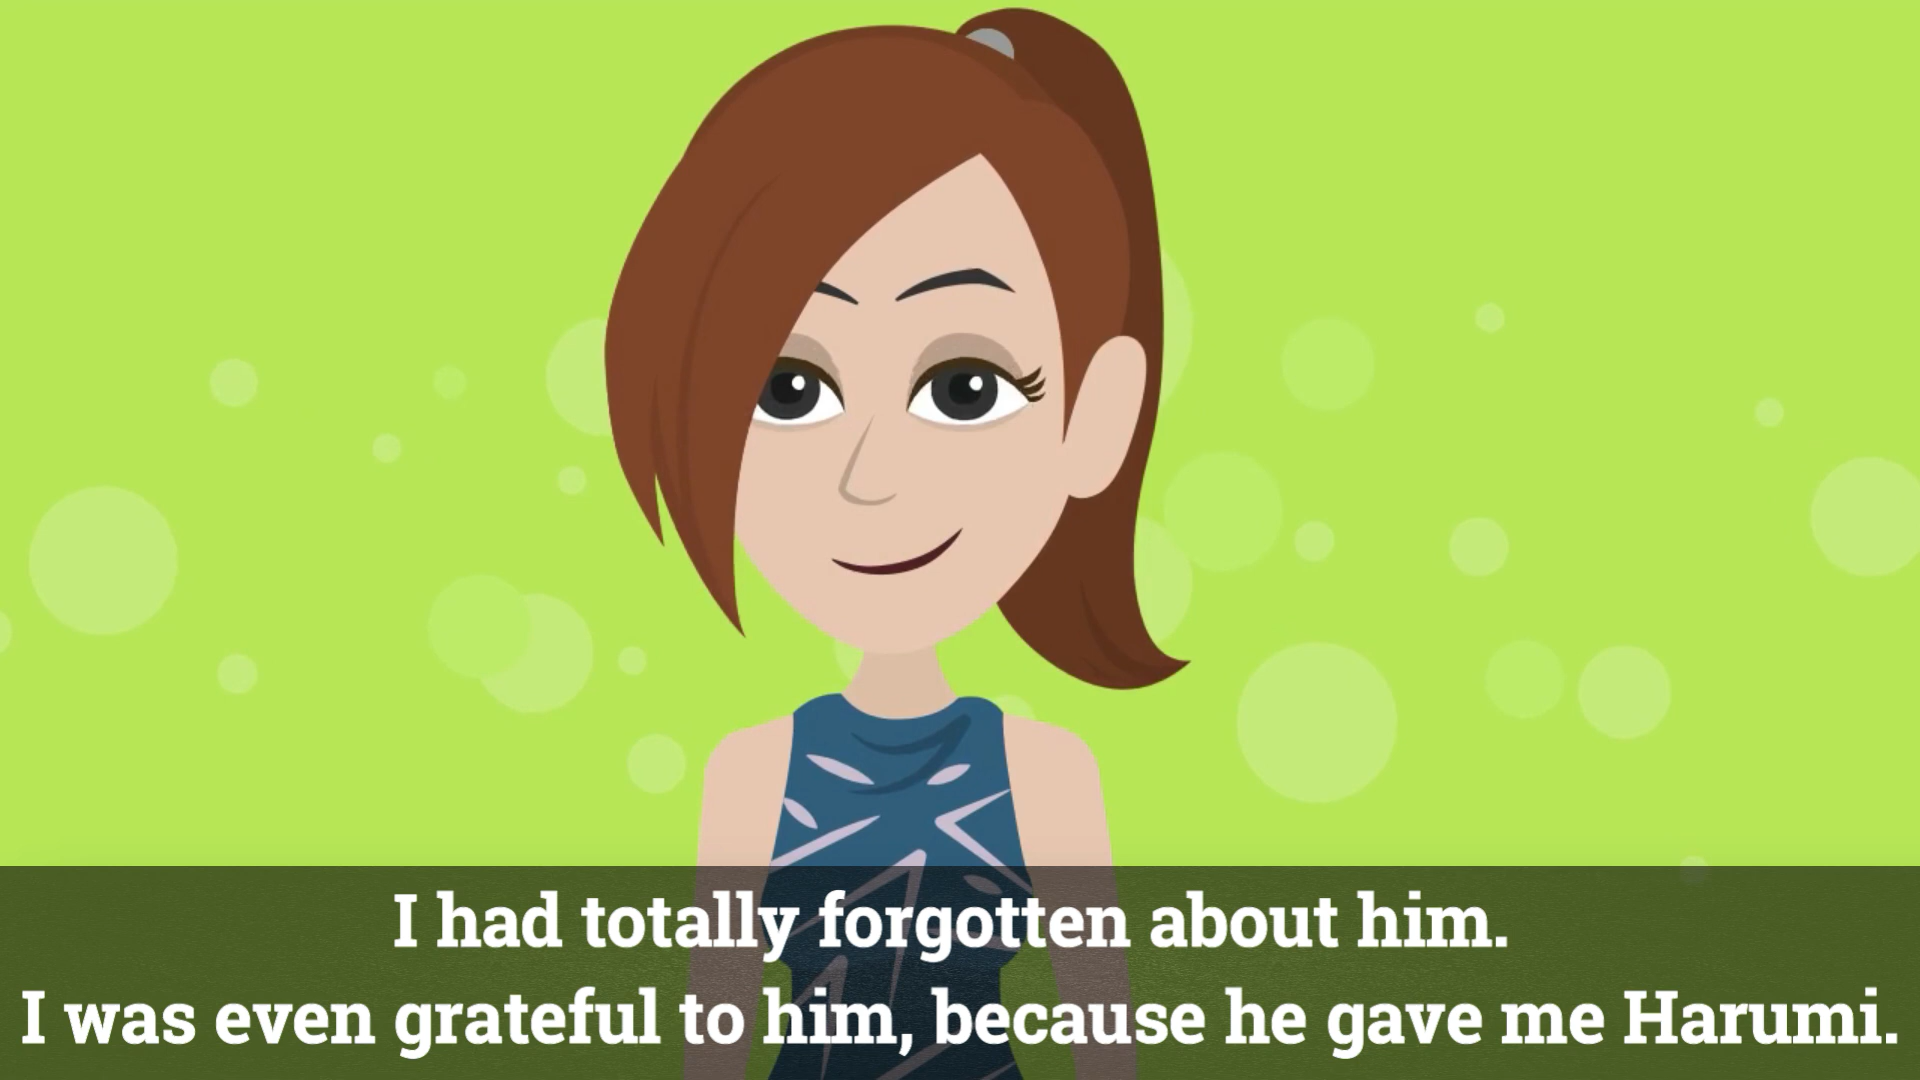 I had totally forgotten about him.
I was even grateful to him, because he gave me Harumi.